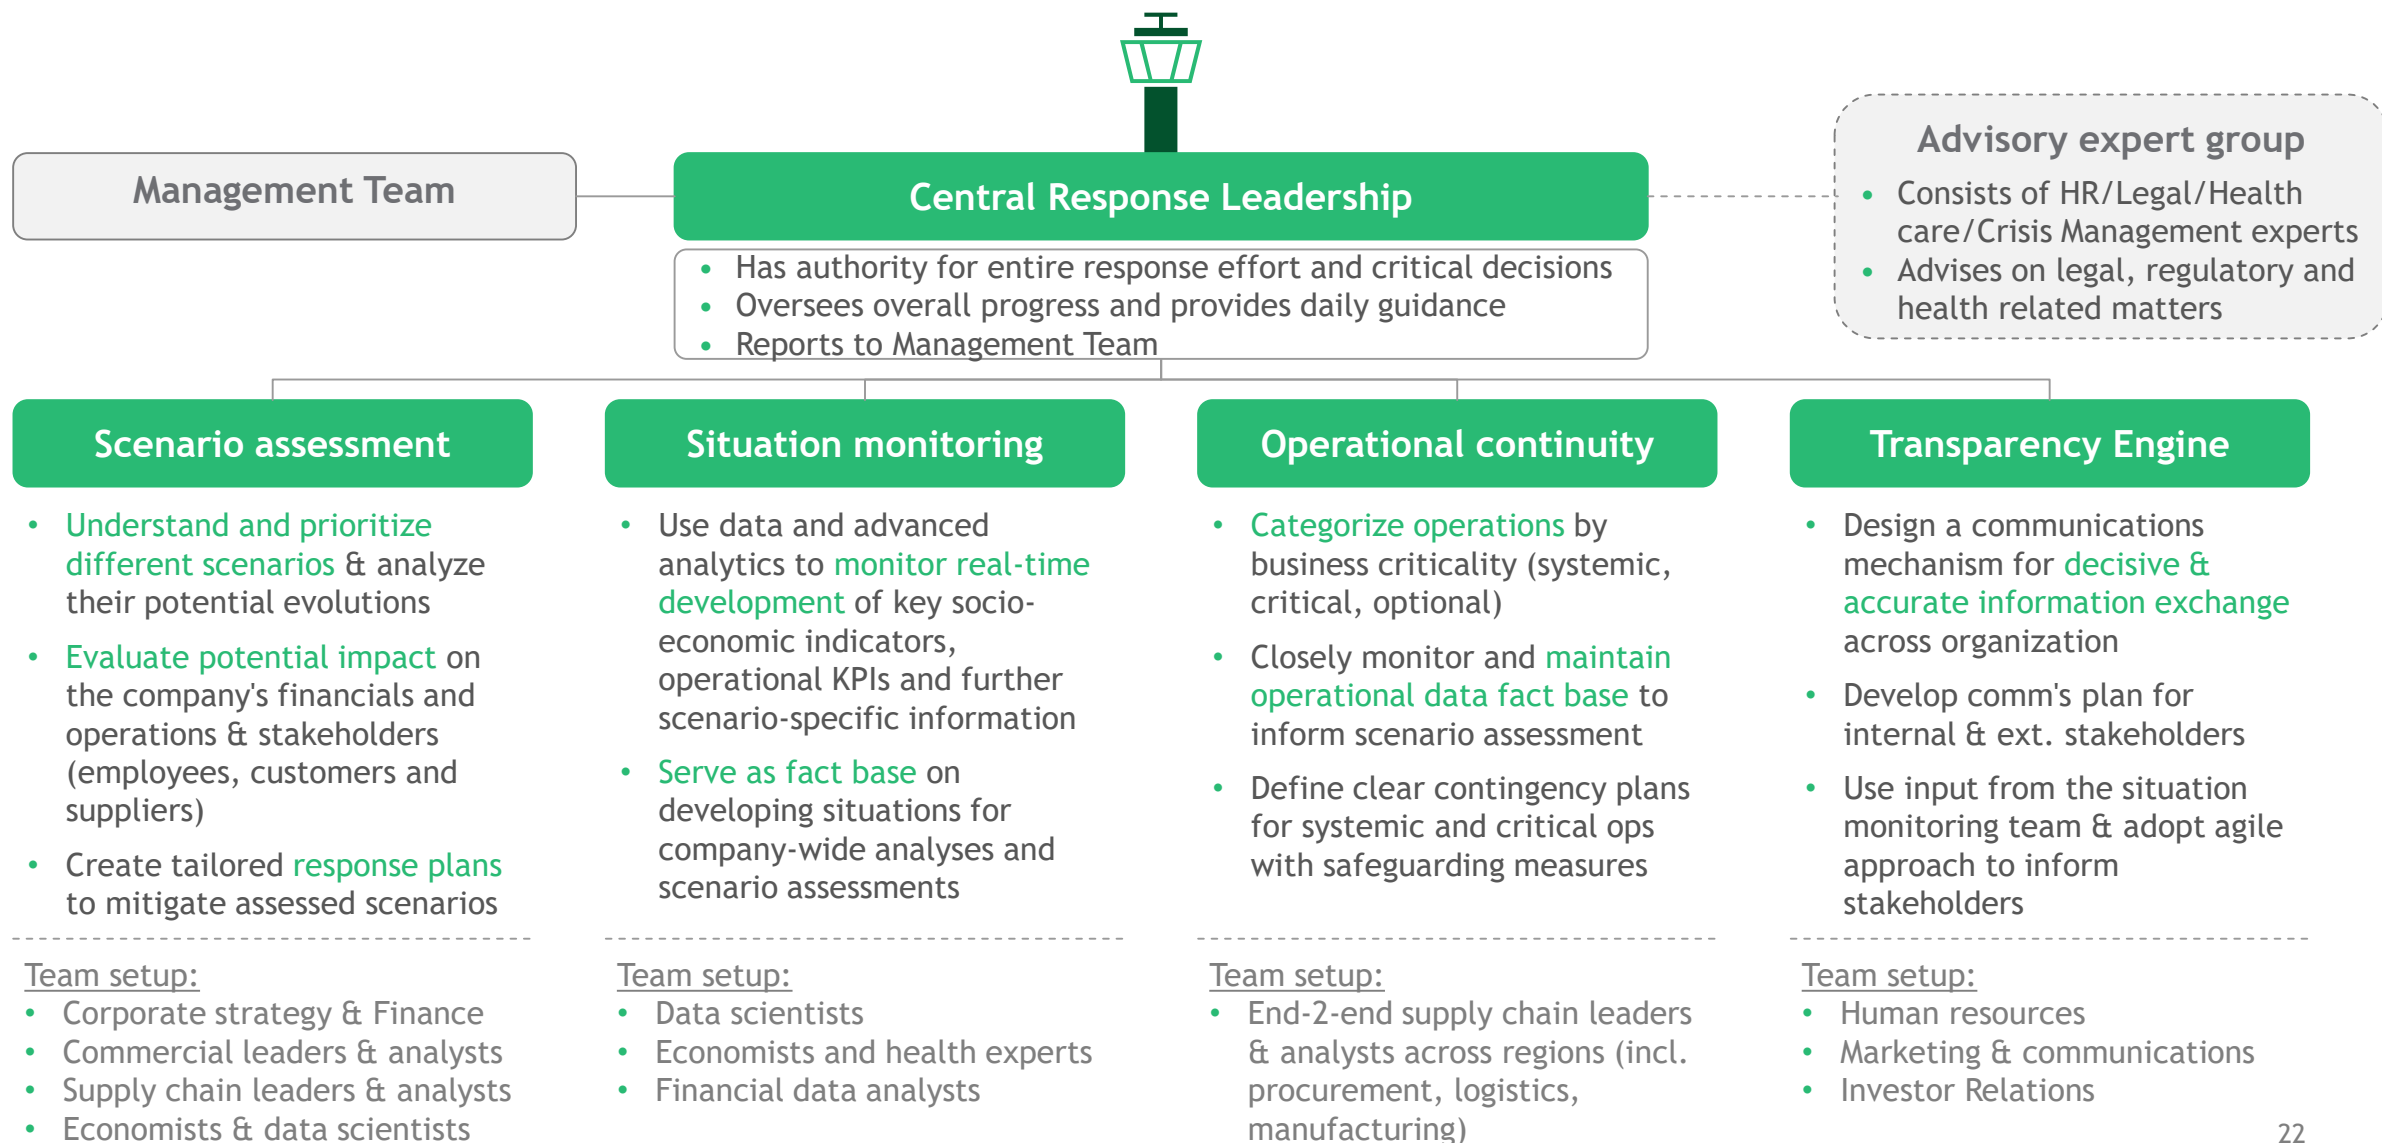 Management Team
Central Response Leadership
• Has authority for entire response effort and critical decisions
• Oversees overall progress and provides daily guidance
• Reports to Management Team
Advisory expert group
• Consists of HR/Legal/Health
care/Crisis Management experts
• Advises on legal, regulatory and
health related matters
Scenario assessment
• Understand and prioritize
different scenarios & analyze
their potential evolutions
• Evaluate potential impact on
the company's financials and
operations & stakeholders
(employees, customers and
suppliers)
• Create tailored response plans
to mitigate assessed scenarios
Team setup:
• Corporate strategy & Finance
• Commercial leaders & analysts
• Supply chain leaders & analysts
• Economists & data scientists
Situation monitoring
• Use data and advanced
analytics to monitor real-time
development of key socio-
economic indicators,
operational KPIs and further
scenario-specific information
• Serve as fact base on
developing situations for
company-wide analyses and
scenario assessments
Team setup:
• Data scientists
• Economists and health experts
• Financial data analysts
Operational continuity
• Categorize operations by
business criticality (systemic,
critical, optional)
• Closely monitor and maintain
operational data fact base to
inform scenario assessment
• Define clear contingency plans
for systemic and critical ops
with safeguarding measures
Team setup:
• End-2-end supply chain leaders
& analysts across regions (incl.
procurement, logistics,
manufacturing)
Transparency Engine
• Design a communications
mechanism for decisive &
accurate information exchange
across organization
• Develop comm's plan for
internal & ext. stakeholders
• Use input from the situation
monitoring team & adopt agile
approach to inform
stakeholders
Team setup:
• Human resources
• Marketing & communications
• Investor Relations
22